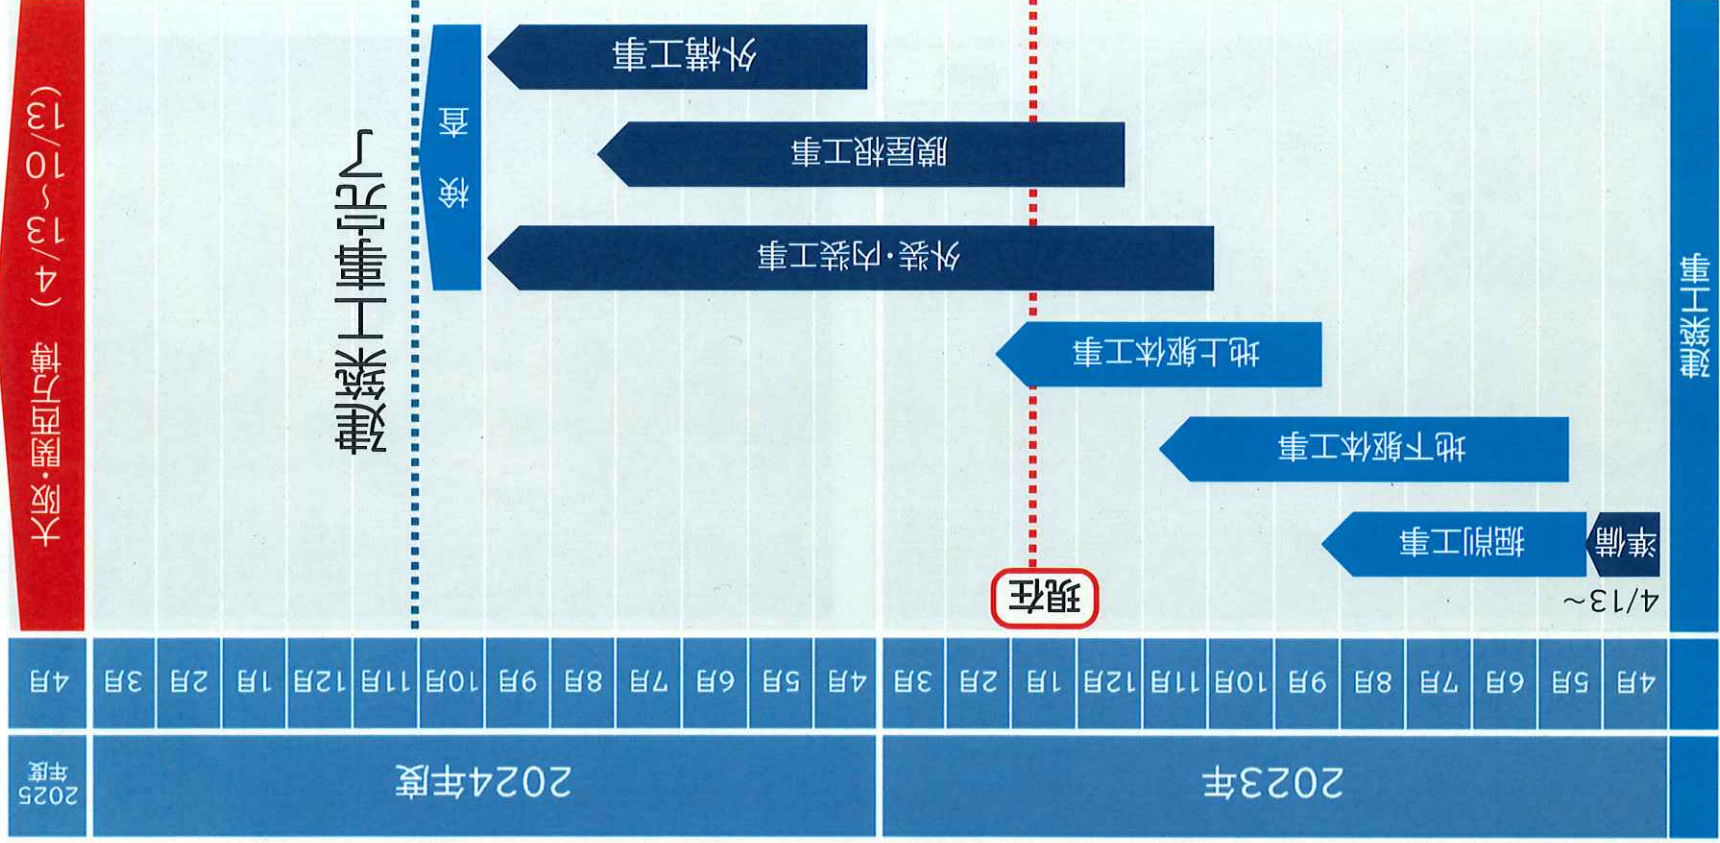 2023年
2024年度
2025
年度
4月 5月 6月 7月 8月 9月 10月 11月 12月 1月 2月 3月 4月 5月 6月 7月 8月 9月 10月 11月 12月 1月 2月 3月 4月
建築工事
4/13~
現在
準備
掘削工事
地下躯体工事
地上躯体工事
外装・内装工事
膜屋根工事
外構工事
検査
建築工事完了
大阪・関西万博 (4/13~10/13)